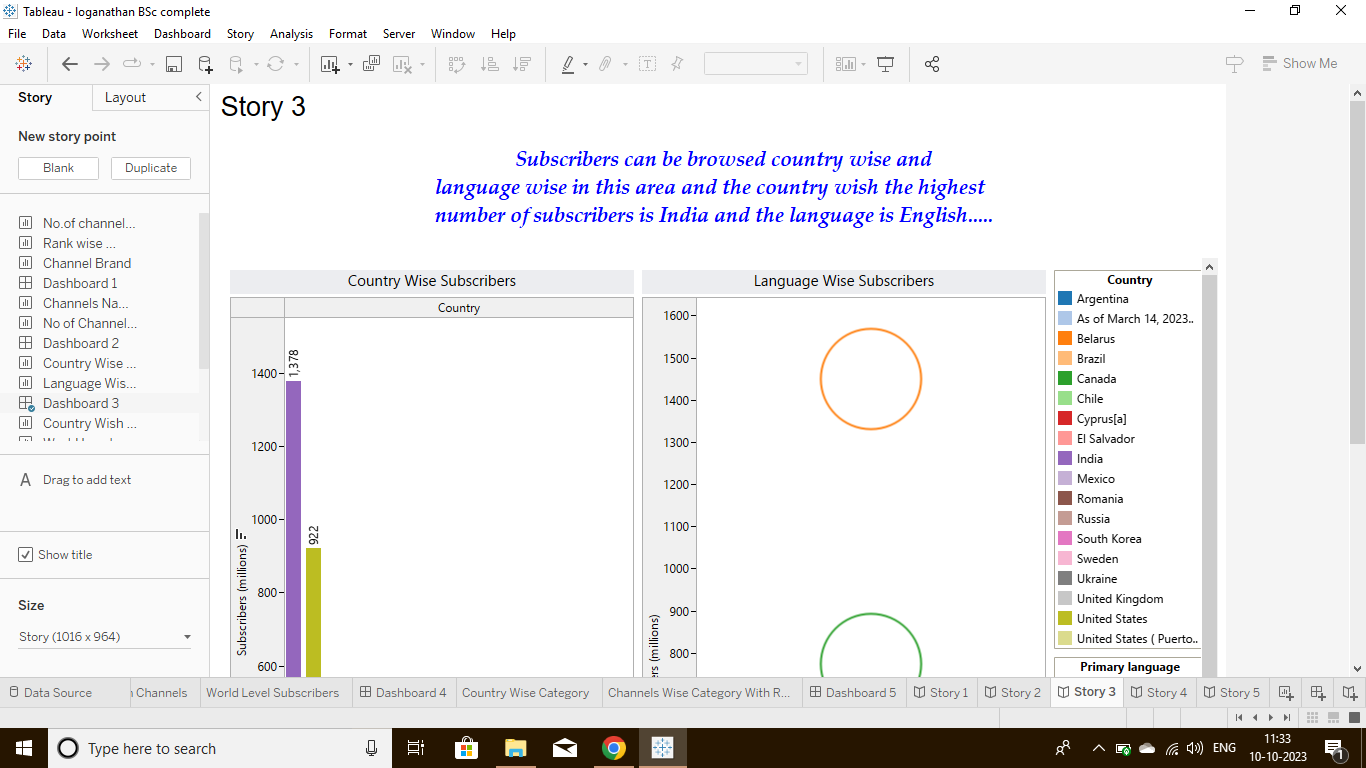 Tableau - loganathan BSc complete
File Data Worksheet Dashboard Story Analysis Format Server Window Help
Show Me
Story Layout
New story point
Blank Duplicate
No.of channel...
Rank wise ...
Channel Brand
Dashboard 1
Channels Na...
No of Channel...
Dashboard 2
Country Wise ...
Language Wis...
Dashboard 3
Country Wish ...
A Drag to add text
Show title
Size
Story (1016 x 964)
Story 3
Subscribers can be browsed country wise and
language wise in this area and the country wish the highest
number of subscribers is India and the language is English.....
Country Wise Subscribers
Country
1,378
922
1400
1200
1000
800
600
Subscribers (millions)
Language Wise Subscribers
1600
1500
1400
1300
1200
1100
1000
900
800
(millions)
Country
Argentina
As of March 14, 2023..
Belarus
Brazil
Canada
Chile
Cyprus[a]
El Salvador
India
Mexico
Romania
Russia
South Korea
Sweden
Ukraine
United Kingdom
United States
United States ( Puerto..
Primary language
Data Source Channels World Level Subscribers Dashboard 4 Country Wise Category Channels Wise Category With R... Dashboard 5 Story 1 Story 2 Story 3 Story 4 Story 5
Type here to search
ENG
11:33
10-10-2023
1